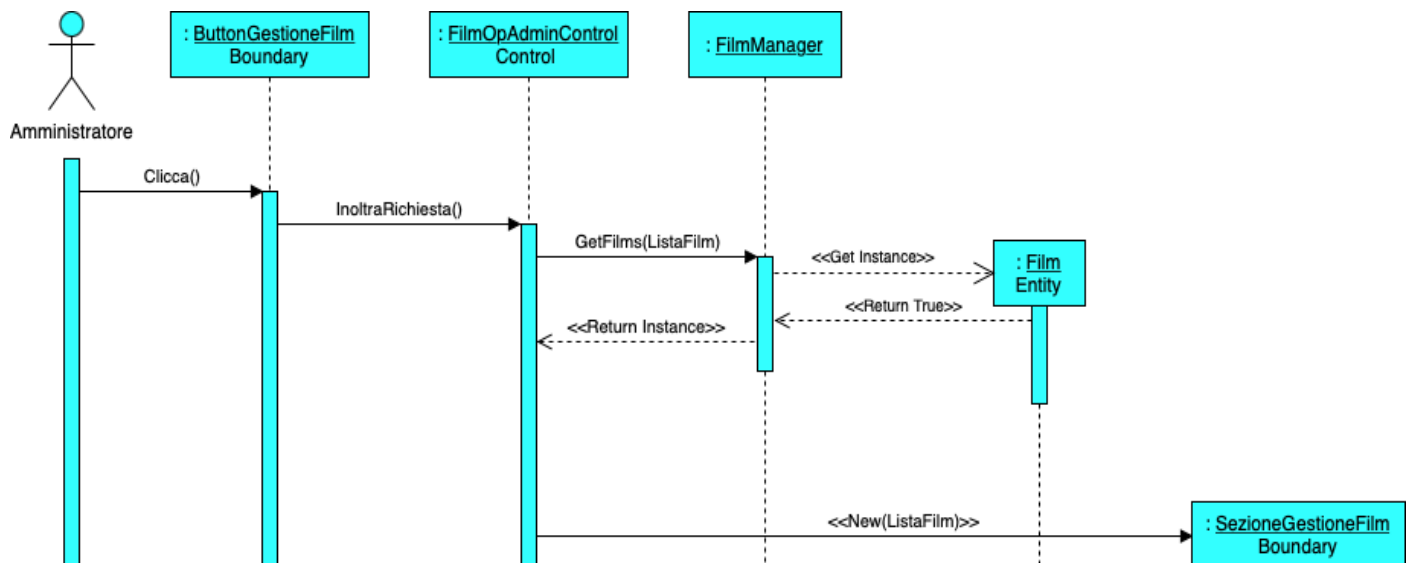 : ButtonGestioneFilm
Boundary
: FilmOpAdminControl
Control
: FilmManager
Amministratore
Clicca()
InoltraRichiesta()
GetFilms(ListaFilm)
<<Get Instance>>
: Film
Entity
<<Return True>>
<<Return Instance>>
<<New(ListaFilm)>>
: SezioneGestioneFilm
Boundary